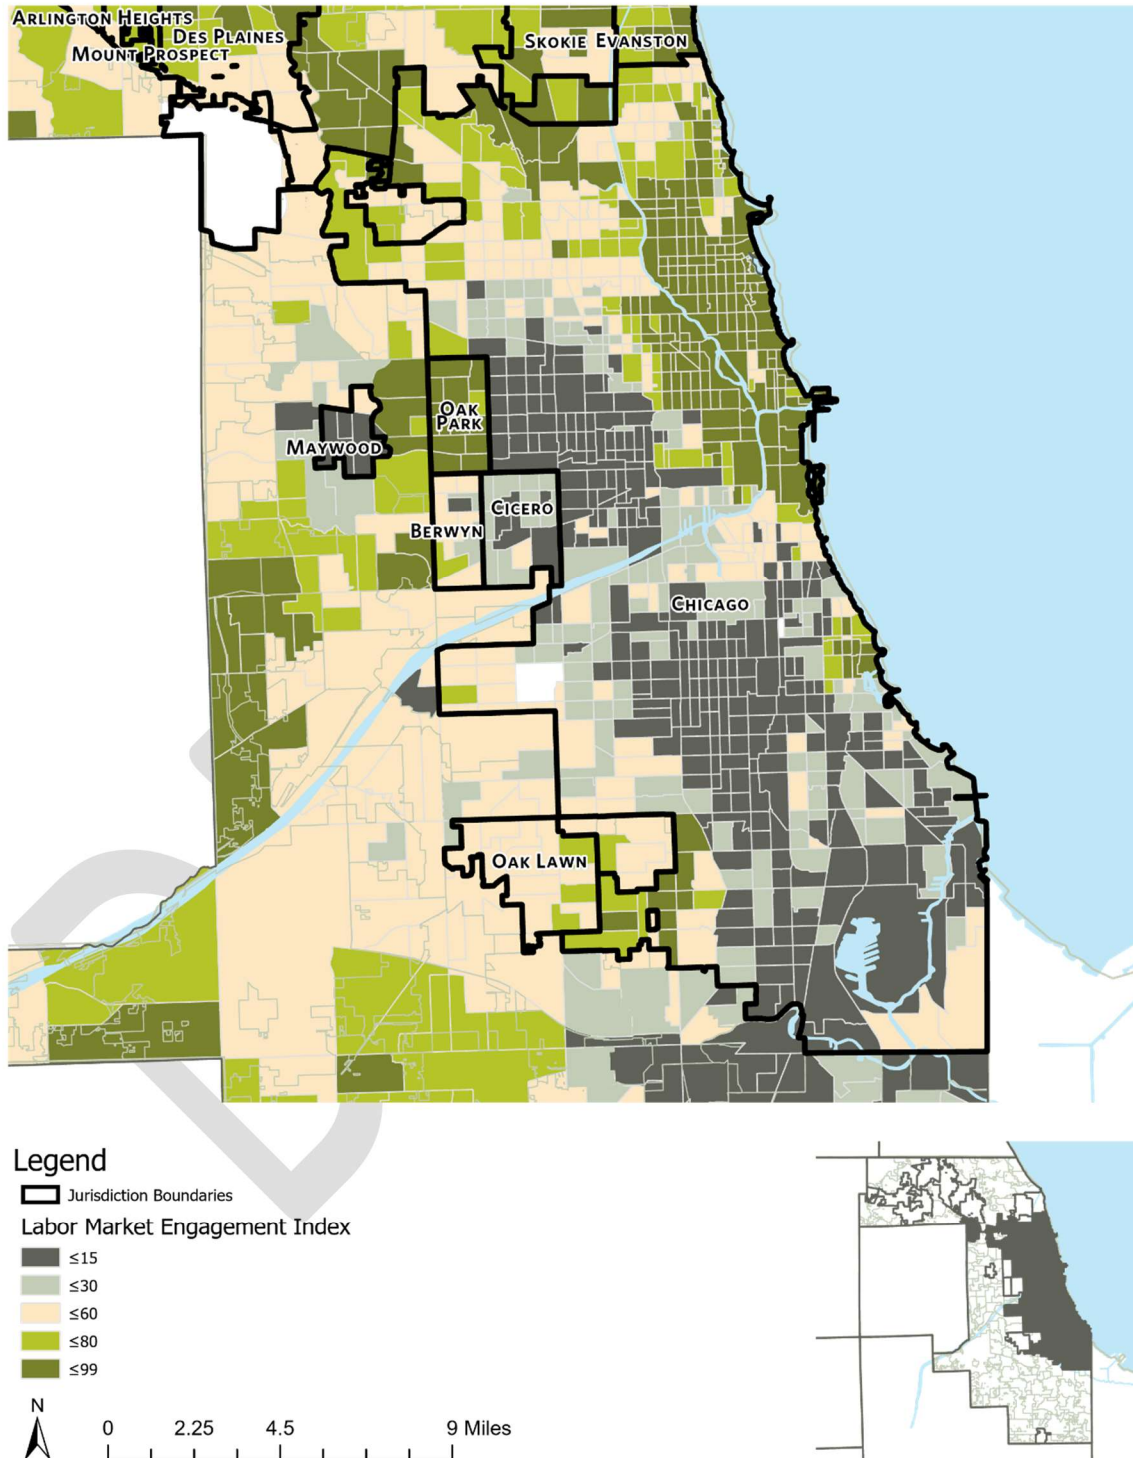 ARLINGTON HEIGHTS
DES PLAINES
MOUNT PROSPECT
SKOKIE EVANSTON
OAK
PARK
MAYWOOD
CICERO
BERWYN
CHICAGO
OAK LAWN
Legend
Jurisdiction Boundaries
Labor Market Engagement Index
≤15
≤30
≤60
≤80
≤99
N
0 2.25 4.5 9 Miles